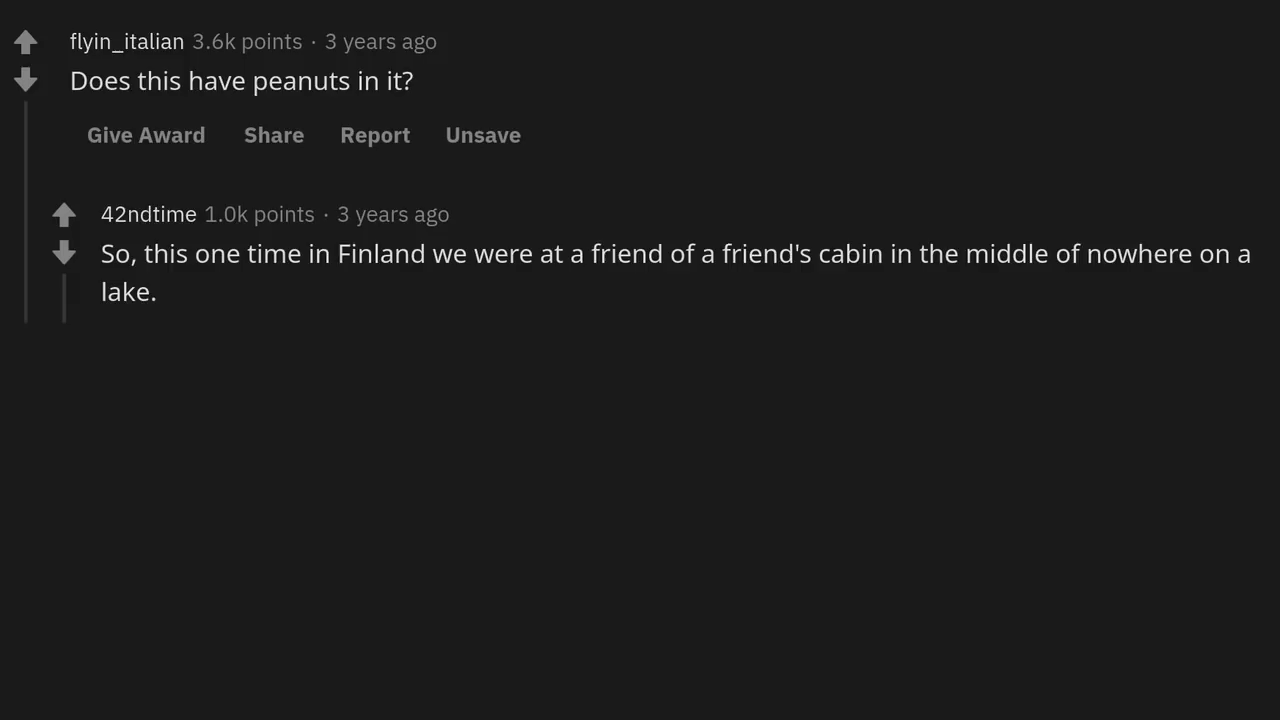 flyin_italian 3.6k points · 3 years ago
Does this have peanuts in it?
Give Award Share Report Unsave
42ndtime 1.0k points · 3 years ago
So, this one time in Finland we were at a friend of a friend's cabin in the middle of nowhere on a
lake.